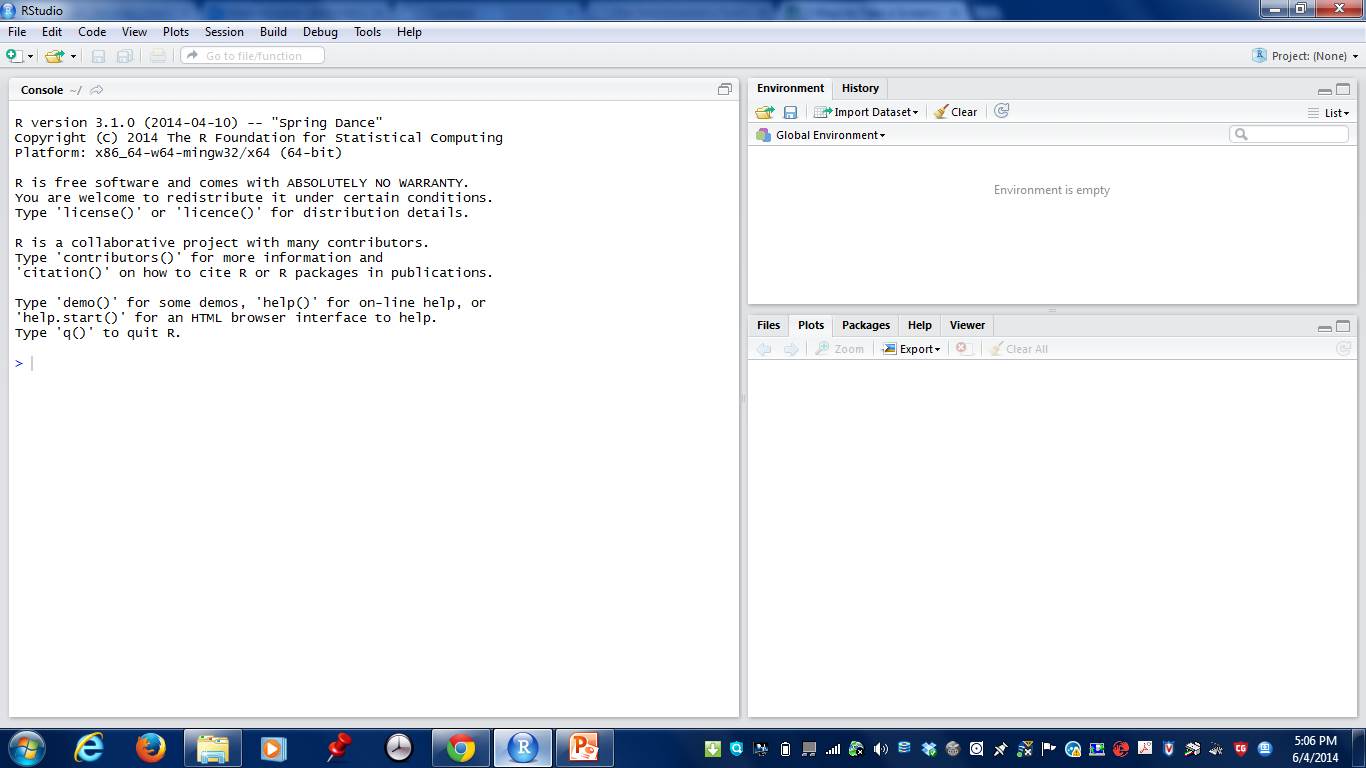 RStudio
File Edit Code View Plots Session Build Debug Tools Help
Go to file/function
Project: (None)
Console ~/
R version 3.1.0 (2014-04-10) -- "Spring Dance"
Copyright (C) 2014 The R Foundation for Statistical Computing
Platform: x86_64-w64-mingw32/x64 (64-bit)
R is free software and comes with ABSOLUTELY NO WARRANTY.
You are welcome to redistribute it under certain conditions.
Type 'license()' or 'licence()' for distribution details.
R is a collaborative project with many contributors.
Type 'contributors()' for more information and
'citation()' on how to cite R or R packages in publications.
Type 'demo()' for some demos, 'help()' for on-line help, or
'help.start()' for an HTML browser interface to help.
Type 'q()' to quit R.
>
Environment History
Import Dataset Clear List
Global Environment
Environment is empty
Files Plots Packages Help Viewer
Zoom Export Clear All
5:06 PM
6/4/2014